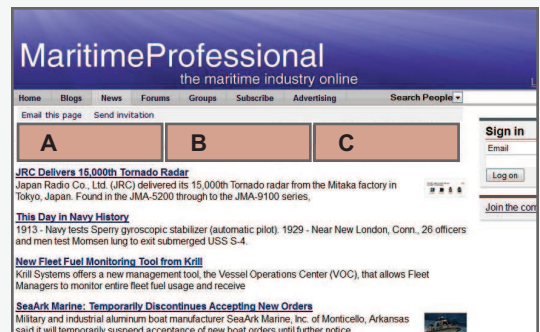 MaritimeProfessional
the maritime industry online
Home Blogs News Forums Groups Subscribe Advertising Search People
Email this page Send invitation
A B C
Sign in
Email
Log on
Join the com
JRC Delivers 15,000th Tornado Radar
Japan Radio Co., Ltd. (JRC) delivered its 15,000th Tornado radar from the Mitaka factory in
Tokyo, Japan. Found in the JMA-5200 through to the JMA-9100 series,
This Day in Navy History
1913 - Navy tests Sperry gyroscopic stabilizer (automatic pilot). 1929 - Near New London, Conn., 26 officers
and men test Momsen lung to exit submerged USS S-4.
New Fleet Fuel Monitoring Tool from Krill
Krill Systems offers a new management tool, the Vessel Operations Center (VOC), that allows Fleet
Managers to monitor entire fleet fuel usage and receive
SeaArk Marine: Temporarily Discontinues Accepting New Orders
Military and industrial aluminum boat manufacturer SeaArk Marine, Inc. of Monticello, Arkansas
said it will temporarily suspend acceptance of new boat orders until further notice